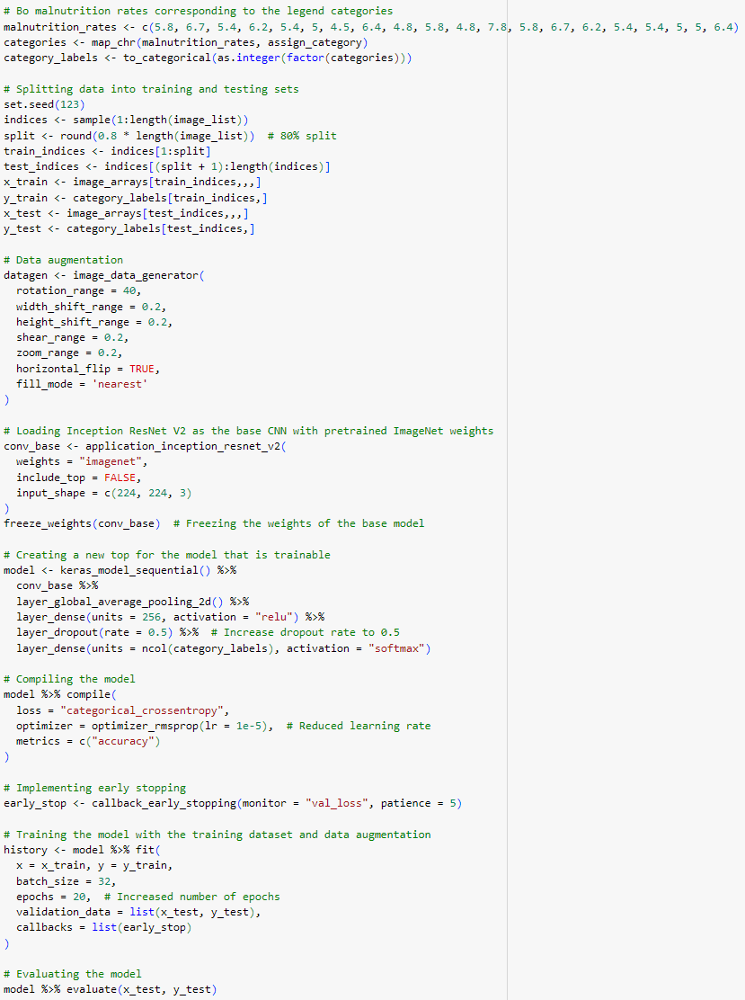 # Bo malnutrition rates corresponding to the legend categories
malnutrition_rates <- c(5.8, 6.7, 5.4, 6.2, 5.4, 5, 4.5, 6.4, 4.8, 5.8, 4.8, 7.8, 5.8, 6.7, 6.2, 5.4, 5.4, 5, 5, 6.4)
categories <- map_chr(malnutrition_rates, assign_category)
category_labels <- to_categorical(as.integer(factor(categories)))

# Splitting data into training and testing sets
set.seed(123)
indices <- sample(1:length(image_list))
split <- round(0.8 * length(image_list))  # 80% split
train_indices <- indices[1:split]
test_indices <- indices[(split + 1):length(indices)]
x_train <- image_arrays[train_indices,,,]
y_train <- category_labels[train_indices,]
x_test <- image_arrays[test_indices,,,]
y_test <- category_labels[test_indices,]

# Data augmentation
datagen <- image_data_generator(
  rotation_range = 40,
  width_shift_range = 0.2,
  height_shift_range = 0.2,
  shear_range = 0.2,
  zoom_range = 0.2,
  horizontal_flip = TRUE,
  fill_mode = 'nearest'
)

# Loading Inception ResNet V2 as the base CNN with pretrained ImageNet weights
conv_base <- application_inception_resnet_v2(
  weights = "imagenet",
  include_top = FALSE,
  input_shape = c(224, 224, 3)
)
freeze_weights(conv_base)  # Freezing the weights of the base model

# Creating a new top for the model that is trainable
model <- keras_model_sequential() %>%
  conv_base %>%
  layer_global_average_pooling_2d() %>%
  layer_dense(units = 256, activation = "relu") %>%
  layer_dropout(rate = 0.5) %>%  # Increase dropout rate to 0.5
  layer_dense(units = ncol(category_labels), activation = "softmax")

# Compiling the model
model %>% compile(
  loss = "categorical_crossentropy",
  optimizer = optimizer_rmsprop(lr = 1e-5),  # Reduced learning rate
  metrics = c("accuracy")
)

# Implementing early stopping
early_stop <- callback_early_stopping(monitor = "val_loss", patience = 5)

# Training the model with the training dataset and data augmentation
history <- model %>% fit(
  x = x_train, y = y_train,
  batch_size = 32,
  epochs = 20,  # Increased number of epochs
  validation_data = list(x_test, y_test),
  callbacks = list(early_stop)
)

# Evaluating the model
model %>% evaluate(x_test, y_test)